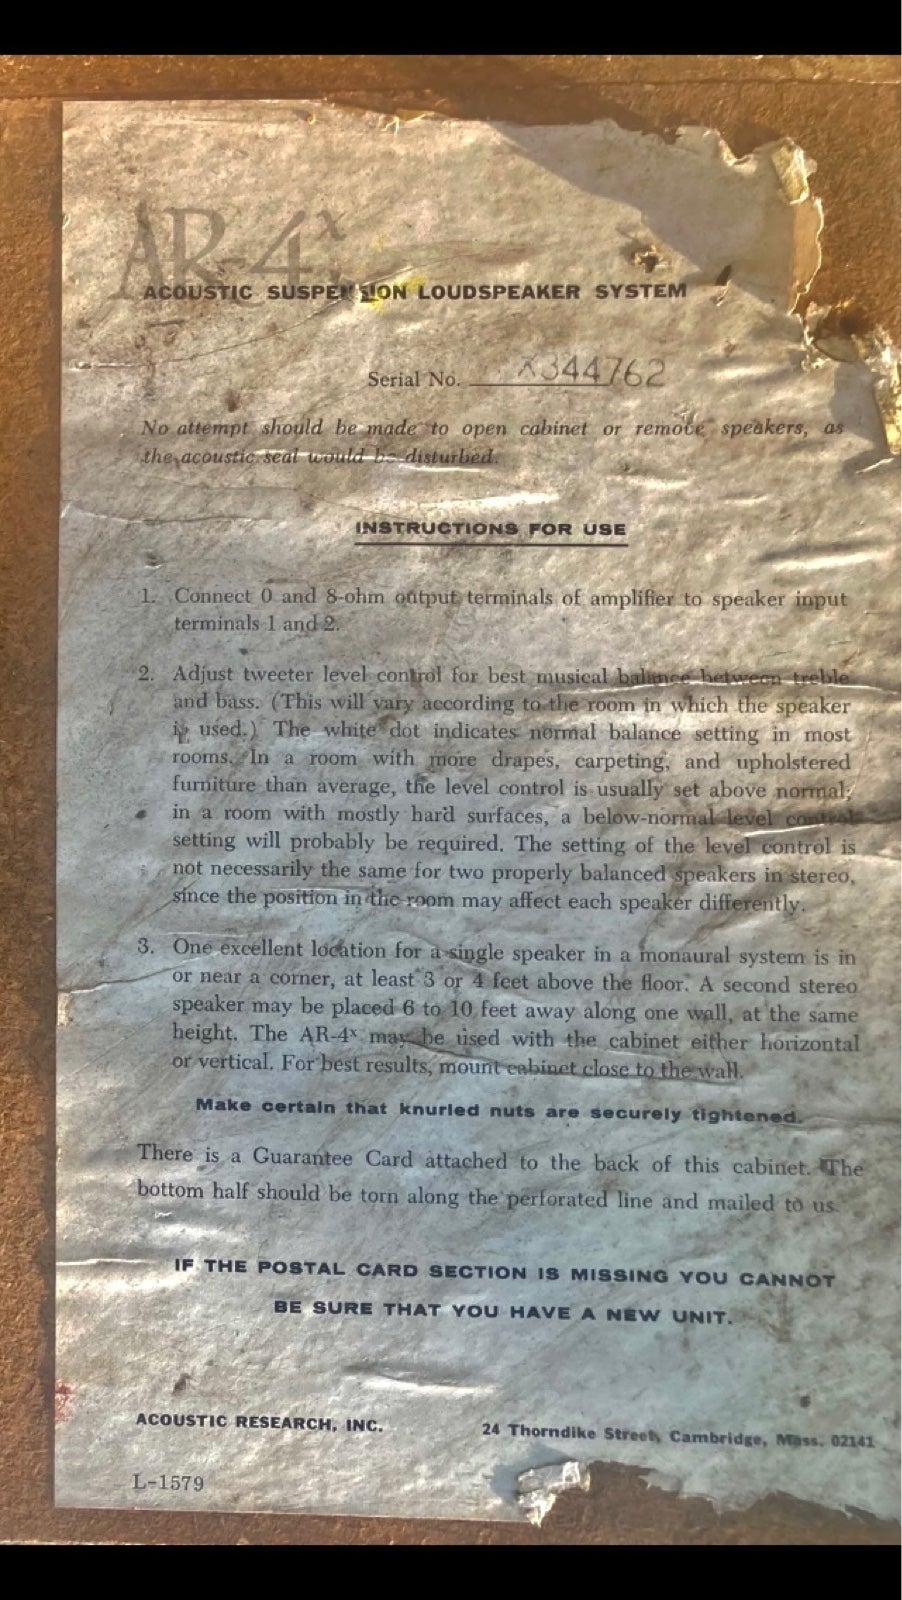 AR-4x
ACOUSTIC SUSPENSION LOUDSPEAKER SYSTEM
Serial No. X344762
No attempt should be made to open cabinet or remote speakers, as
the acoustic seal would be disturbed.
INSTRUCTIONS FOR USE
1. Connect 0 and 8-ohm output terminals of amplifier to speaker input
terminals 1 and 2.
2. Adjust tweeter level control for best musical balance between treble
and bass. (This will vary according to the room in which the speaker
is used.) The white dot indicates normal balance setting in most
rooms. In a room with more drapes, carpeting, and upholstered
furniture than average, the level control is usually set above normal;
in a room with mostly hard surfaces, a below-normal level control
setting will probably be required. The setting of the level control is
not necessarily the same for two properly balanced speakers in stereo,
since the position in the room may affect each speaker differently.
3. One excellent location for a single speaker in a monaural system is in
or near a corner, at least 3 or 4 feet above the floor. A second stereo
speaker may be placed 6 to 10 feet away along one wall, at the same
height. The AR-4x may be used with the cabinet either horizontal
or vertical. For best results, mount cabinet close to the wall.
Make certain that knurled nuts are securely tightened.
There is a Guarantee Card attached to the back of this cabinet. The
bottom half should be torn along the perforated line and mailed to us.
IF THE POSTAL CARD SECTION IS MISSING YOU CANNOT
BE SURE THAT YOU HAVE A NEW UNIT.
ACOUSTIC RESEARCH, INC. 24 Thorndike Street, Cambridge, Mass. 02141
L-1579